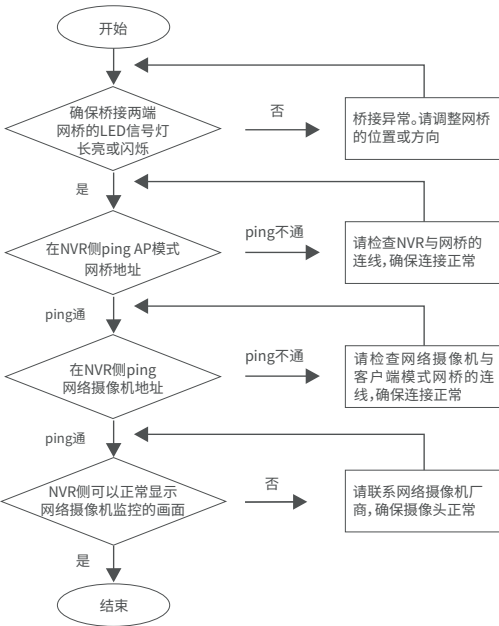 开始
确保桥接两端
网桥的LED信号灯
长亮或闪烁
否
桥接异常。请调整网桥
的位置或方向
是
在NVR侧ping AP模式
网桥地址
ping不通
请检查NVR与网桥的
连线，确保连接正常
ping通
在NVR侧ping
网络摄像机地址
ping不通
请检查网络摄像机与
客户端模式网桥的连
线，确保连接正常
ping通
NVR侧可以正常显示
网络摄像机监控的画面
否
请联系网络摄像机厂
商，确保摄像头正常
是
结束